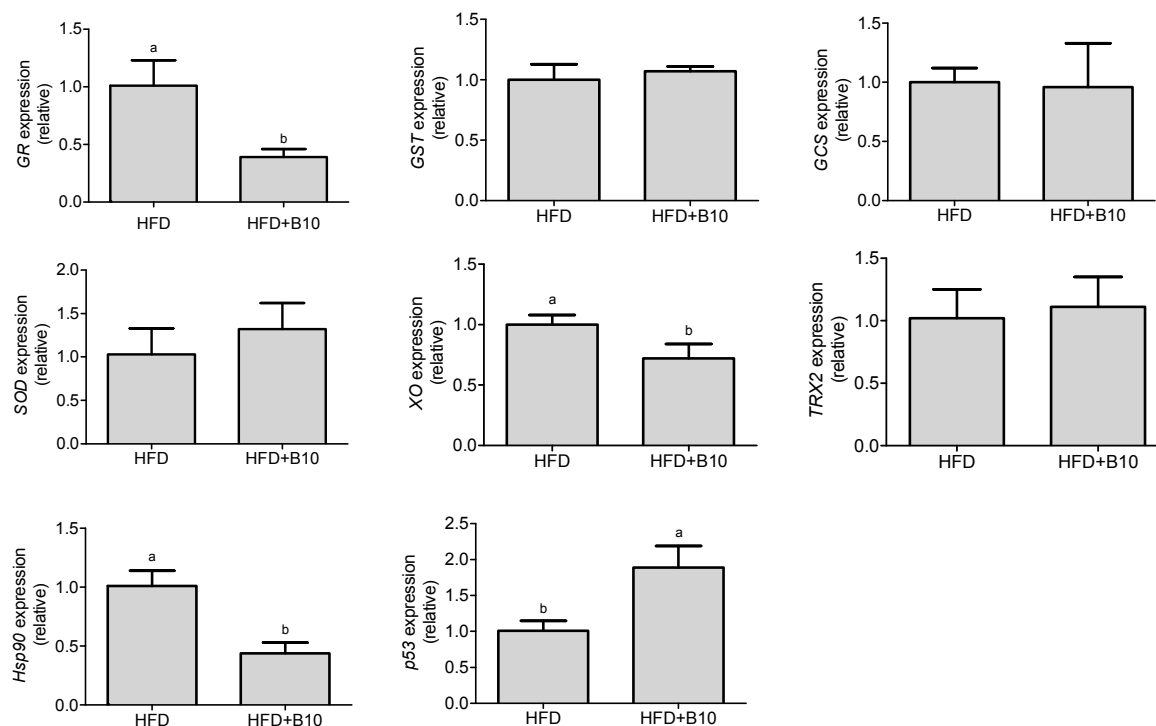 GR expression
(relative)
1.5
1.0
0.5
0.0
a
b
HFD
HFD+B10
GST expression
(relative)
1.5
1.0
0.5
0.0
HFD
HFD+B10
GCS expression
(relative)
1.5
1.0
0.5
0.0
HFD
HFD+B10
SOD expression
(relative)
2.0
1.5
1.0
0.5
0.0
HFD
HFD+B10
XO expression
(relative)
1.5
1.0
0.5
0.0
a
b
HFD
HFD+B10
TRX2 expression
(relative)
1.5
1.0
0.5
0.0
HFD
HFD+B10
Hsp90 expression
(relative)
1.5
1.0
0.5
0.0
a
b
HFD
HFD+B10
p53 expression
(relative)
2.5
2.0
1.5
1.0
0.5
0.0
b
a
HFD
HFD+B10